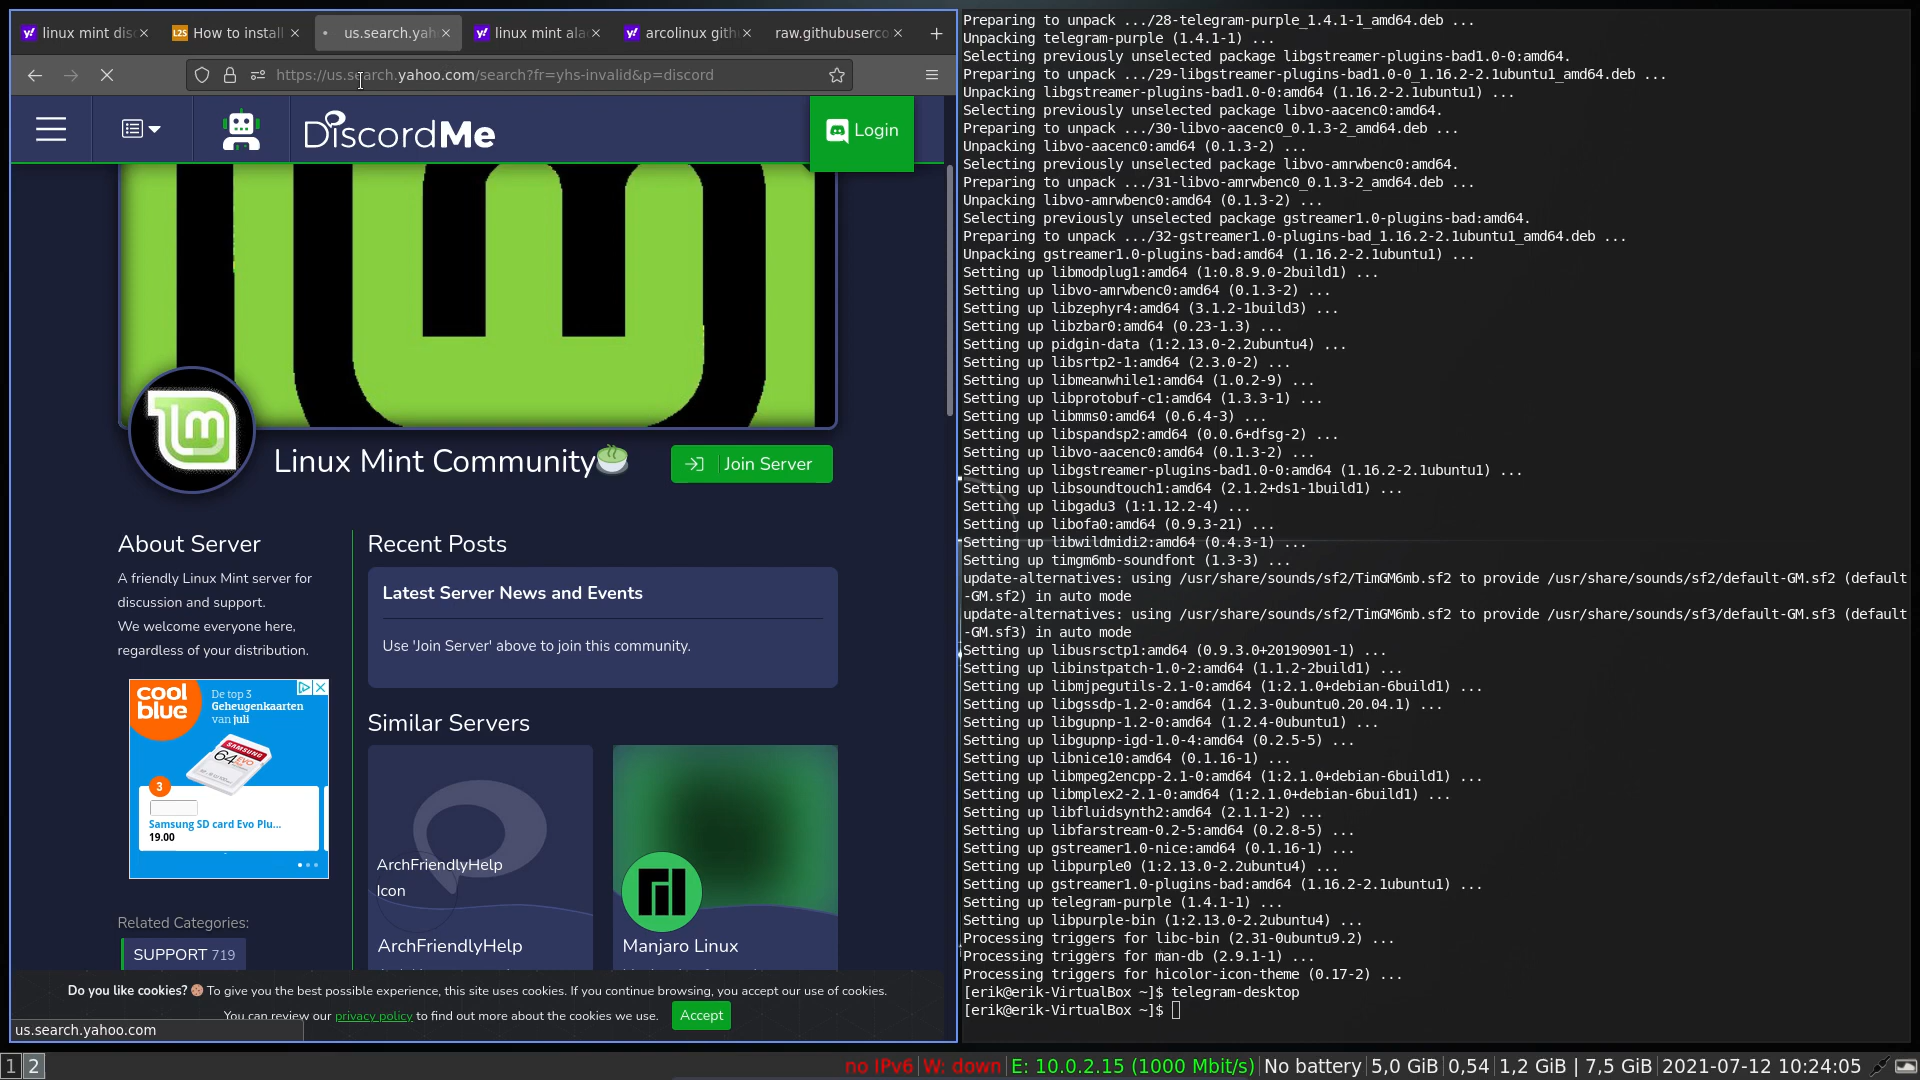 linux mint dis
How to install
us.search.yah
linux mint ala
arcolinux gith
raw.githubuserco
https://us.search.yahoo.com/search?fr=yhs-invalid&p=discord
DiscordMe
Login
Linux Mint Community
Join Server
About Server
A friendly Linux Mint server for
discussion and support.
We welcome everyone here,
regardless of your distribution.
Recent Posts
Latest Server News and Events
Use 'Join Server' above to join this community.
cool
blue
De top 3
Geheugenkaarten
van juli
SAMSUNG
64 EVO
3
Samsung SD card Evo Plu...
19.00
Similar Servers
ArchFriendlyHelp
Icon
ArchFriendlyHelp
Manjaro Linux
Related Categories:
SUPPORT 719
Do you like cookies? To give you the best possible experience, this site uses cookies. If you continue browsing, you accept our use of cookies.
You can review our privacy policy to find out more about the cookies we use.
Accept
us.search.yahoo.com
Preparing to unpack .../28-telegram-purple_1.4.1-1_amd64.deb ...
Unpacking telegram-purple (1.4.1-1) ...
Selecting previously unselected package libgstreamer-plugins-bad1.0-0:amd64.
Preparing to unpack .../29-libgstreamer-plugins-bad1.0-0_1.16.2-2.1ubuntu1_amd64.deb ...
Unpacking libgstreamer-plugins-bad1.0-0:amd64 (1.16.2-2.1ubuntu1) ...
Selecting previously unselected package libvo-aacenc0:amd64.
Preparing to unpack .../30-libvo-aacenc0_0.1.3-2_amd64.deb ...
Unpacking libvo-aacenc0:amd64 (0.1.3-2) ...
Selecting previously unselected package libvo-amrwbenc0:amd64.
Preparing to unpack .../31-libvo-amrwbenc0_0.1.3-2_amd64.deb ...
Unpacking libvo-amrwbenc0:amd64 (0.1.3-2) ...
Selecting previously unselected package gstreamer1.0-plugins-bad:amd64.
Preparing to unpack .../32-gstreamer1.0-plugins-bad_1.16.2-2.1ubuntu1_amd64.deb ...
Unpacking gstreamer1.0-plugins-bad:amd64 (1.16.2-2.1ubuntu1) ...
Setting up libmodplug1:amd64 (1:0.8.9.0-2build1) ...
Setting up libvo-amrwbenc0:amd64 (0.1.3-2) ...
Setting up libzephyr4:amd64 (3.1.2-1build3) ...
Setting up libzbar0:amd64 (0.23-1.3) ...
Setting up pidgin-data (1:2.13.0-2.2ubuntu4) ...
Setting up libsrtp2-1:amd64 (2.3.0-2) ...
Setting up libmeanwhile1:amd64 (1.0.2-9) ...
Setting up libprotobuf-c1:amd64 (1.3.3-1) ...
Setting up libmms0:amd64 (0.6.4-3) ...
Setting up libspandsp2:amd64 (0.0.6+dfsg-2) ...
Setting up libvo-aacenc0:amd64 (0.1.3-2) ...
Setting up libgstreamer-plugins-bad1.0-0:amd64 (1.16.2-2.1ubuntu1) ...
Setting up libsoundtouch1:amd64 (2.1.2+ds1-1build1) ...
Setting up libgadu3 (1:1.12.2-4) ...
Setting up libofa0:amd64 (0.9.3-21) ...
Setting up libwildmidi2:amd64 (0.4.3-1) ...
Setting up timgm6mb-soundfont (1.3-3) ...
update-alternatives: using /usr/share/sounds/sf2/TimGM6mb.sf2 to provide /usr/share/sounds/sf2/default-GM.sf2 (default
-GM.sf2) in auto mode
update-alternatives: using /usr/share/sounds/sf2/TimGM6mb.sf2 to provide /usr/share/sounds/sf3/default-GM.sf3 (default
-GM.sf3) in auto mode
Setting up libusrsctp1:amd64 (0.9.3.0+20190901-1) ...
Setting up libinstpatch-1.0-2:amd64 (1.1.2-2build1) ...
Setting up libmjpegutils-2.1-0:amd64 (1:2.1.0+debian-6build1) ...
Setting up libgssdp-1.2-0:amd64 (1.2.3-0ubuntu0.20.04.1) ...
Setting up libgupnp-1.2-0:amd64 (1.2.4-0ubuntu1) ...
Setting up libgupnp-igd-1.0-4:amd64 (0.2.5-5) ...
Setting up libnice10:amd64 (0.1.16-1) ...
Setting up libmpeg2encpp-2.1-0:amd64 (1:2.1.0+debian-6build1) ...
Setting up libmplex2-2.1-0:amd64 (1:2.1.0+debian-6build1) ...
Setting up libfluidsynth2:amd64 (2.1.1-2) ...
Setting up libfarstream-0.2-5:amd64 (0.2.8-5) ...
Setting up gstreamer1.0-nice:amd64 (0.1.16-1) ...
Setting up libpurple0 (1:2.13.0-2.2ubuntu4) ...
Setting up gstreamer1.0-plugins-bad:amd64 (1.16.2-2.1ubuntu1) ...
Setting up telegram-purple (1.4.1-1) ...
Setting up libpurple-bin (1:2.13.0-2.2ubuntu4) ...
Processing triggers for libc-bin (2.31-0ubuntu9.2) ...
Processing triggers for man-db (2.9.1-1) ...
Processing triggers for hicolor-icon-theme (0.17-2) ...
[erik@erik-VirtualBox ~]$ telegram-desktop
[erik@erik-VirtualBox ~]$
1 2 no IPv6 W: down E: 10.0.2.15 (1000 Mbit/s) No battery 5,0 GiB 0,54 1,2 GiB | 7,5 GiB 2021-07-12 10:24:05